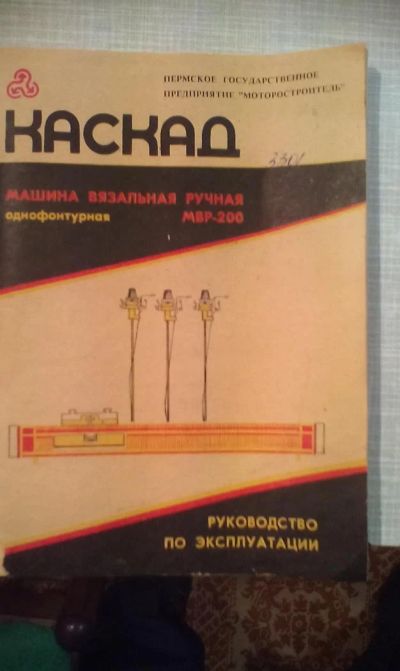 ПЕРМСКОЕ ГОСУДАРСТВЕННОЕ
ПРЕДПРИЯТИЕ "МОТОРОСТРОИТЕЛЬ"
КАСКАД
МАШИНА ВЯЗАЛЬНАЯ РУЧНАЯ
однофонтурная МВР-200
РУКОВОДСТВО
ПО ЭКСПЛУАТАЦИИ